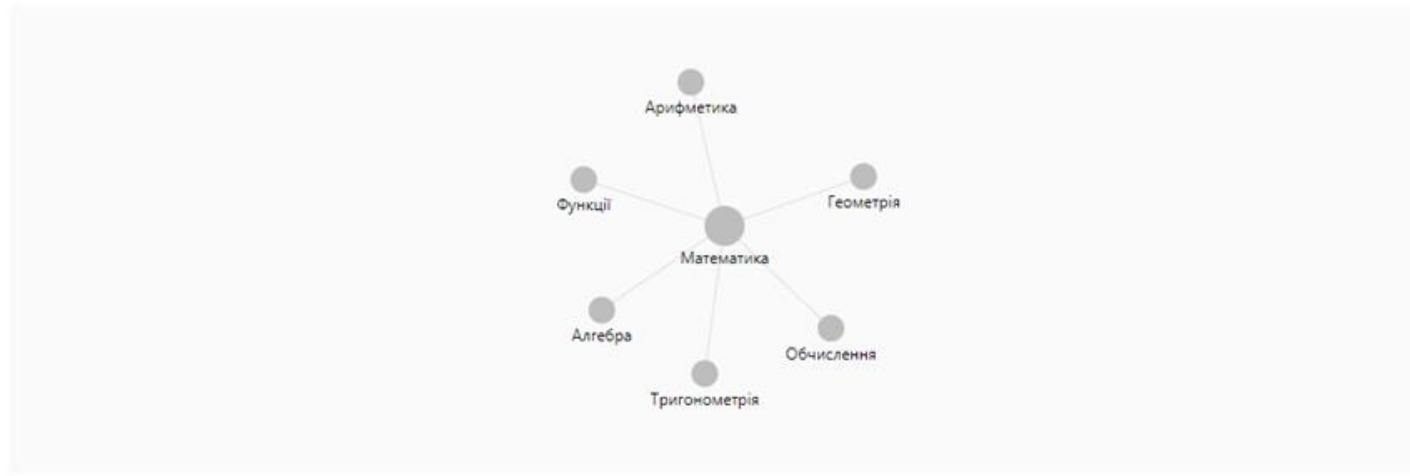 Арифметика
Функції
Геометрія
Математика
Алгебра
Обчислення
Тригонометрія